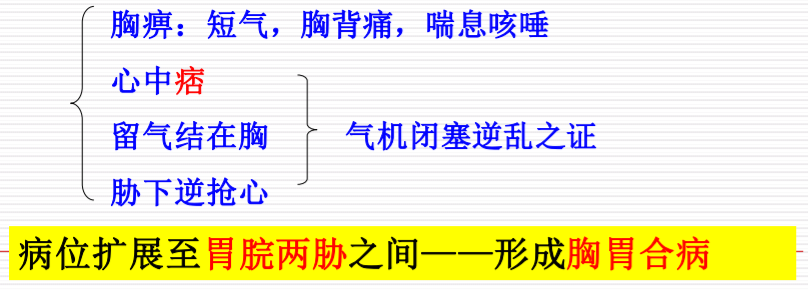 胸痹：短气，胸背痛，喘息咳唾
心中痞
留气结在胸
气机闭塞逆乱之证
胁下逆抢心
病位扩展至胃脘两胁之间——形成胸胃合病